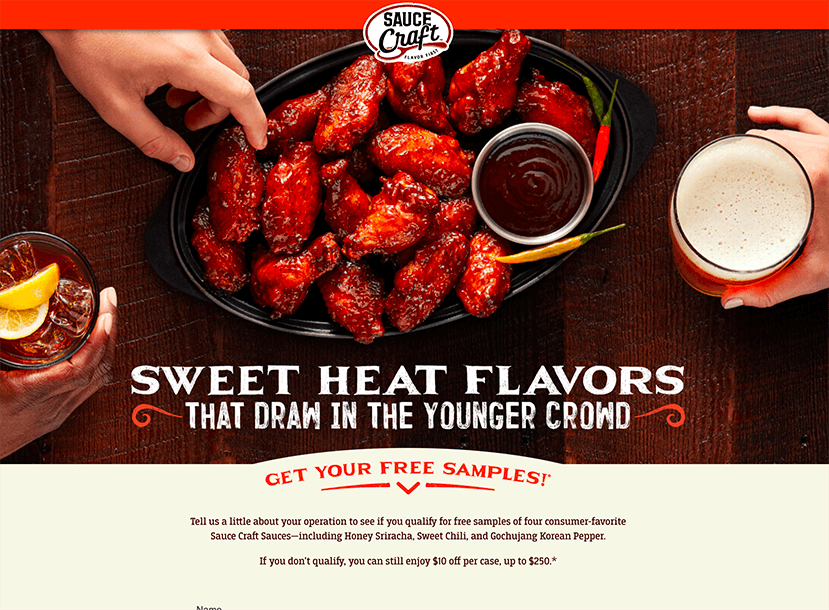 SAUCE
Craft
FLAVOR FIRST
SWEET HEAT FLAVORS
THAT DRAW IN THE YOUNGER CROWD
GET YOUR FREE SAMPLES!*
Tell us a little about your operation to see if you qualify for free samples of four consumer-favorite
Sauce Craft Sauces—including Honey Sriracha, Sweet Chili, and Gochujang Korean Pepper.
If you don't qualify, you can still enjoy $10 off per case, up to $250.*
Name